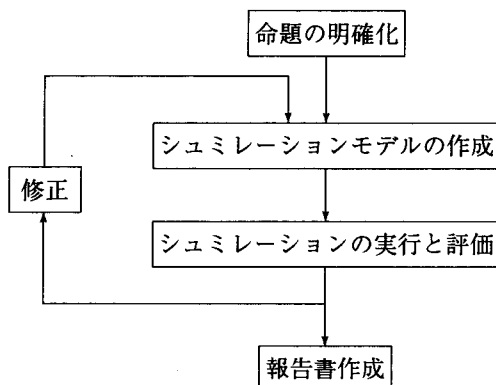 命題の明確化
シュミレーションモデルの作成
修正
シュミレーションの実行と評価
報告書作成